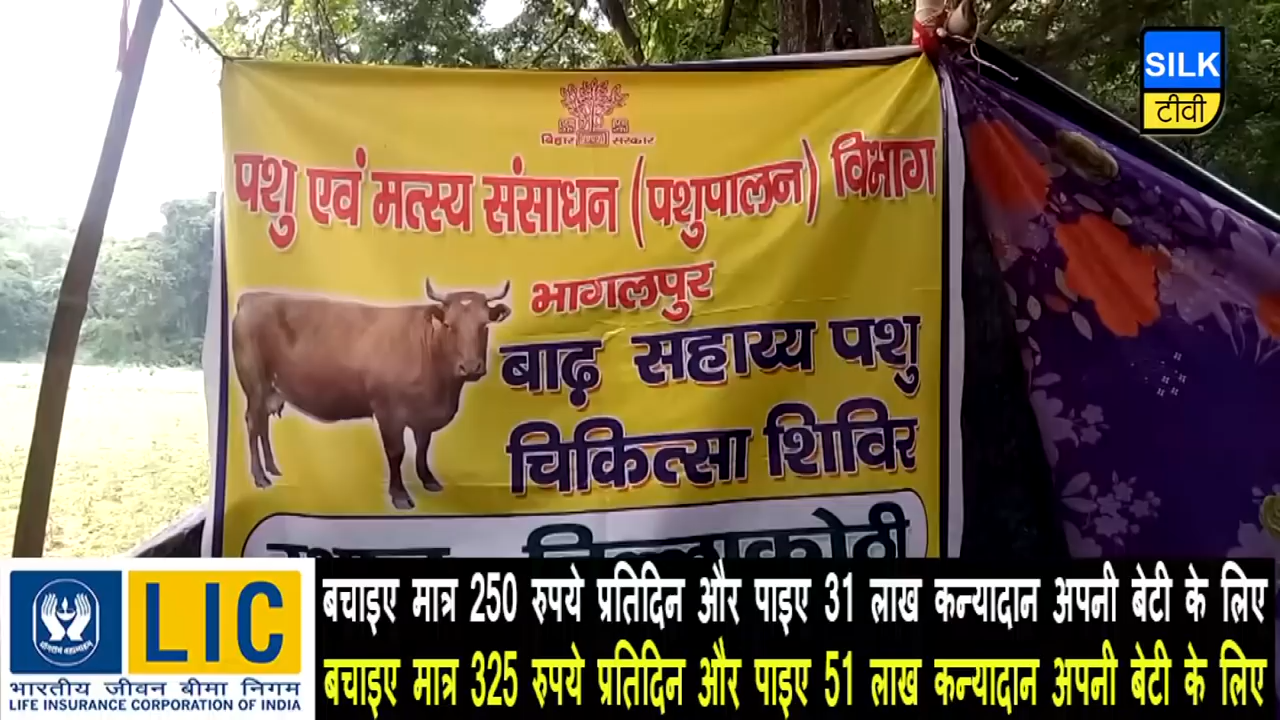 SILK
टीवी
बिहार सरकार
पशु एवं मत्स्य संसाधन (पशुपालन) विभाग
भागलपुर
बाढ़ सहाय्य पशु
चिकित्सा शिविर
LIC
भारतीय जीवन बीमा निगम
LIFE INSURANCE CORPORATION OF INDIA
बचाइए मात्र 250 रुपये प्रतिदिन और पाइए 31 लाख कन्यादान अपनी बेटी के लिए
बचाइए मात्र 325 रुपये प्रतिदिन और पाइए 51 लाख कन्यादान अपनी बेटी के लिए